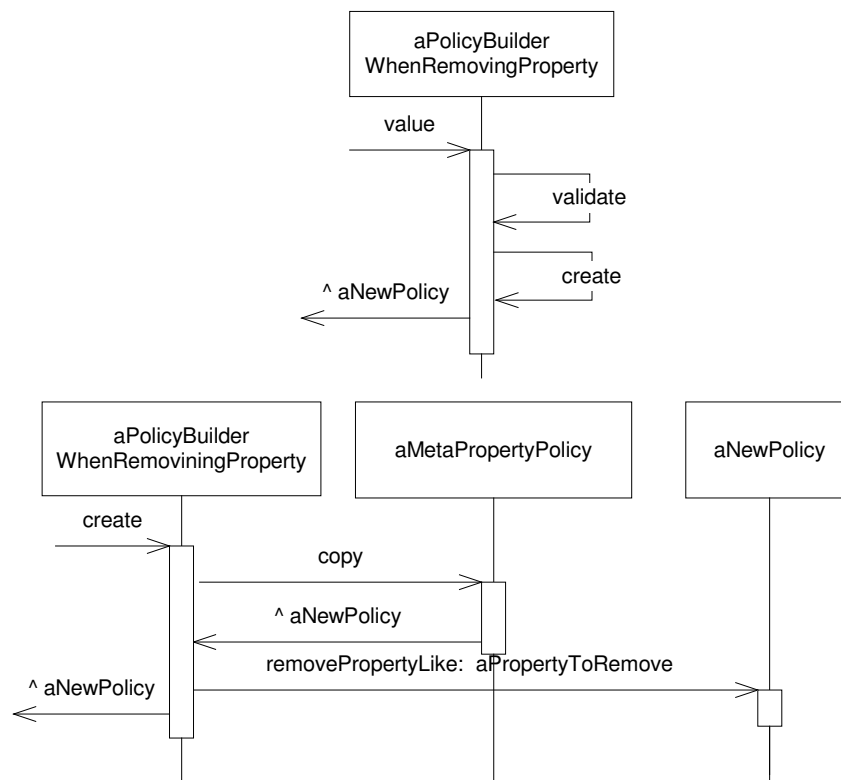 aPolicyBuilder
WhenRemovingProperty
value
validate
create
^ aNewPolicy
aPolicyBuilder
WhenRemoviningProperty
aMetaPropertyPolicy
aNewPolicy
create
copy
^ aNewPolicy
removePropertyLike: aPropertyToRemove
^ aNewPolicy